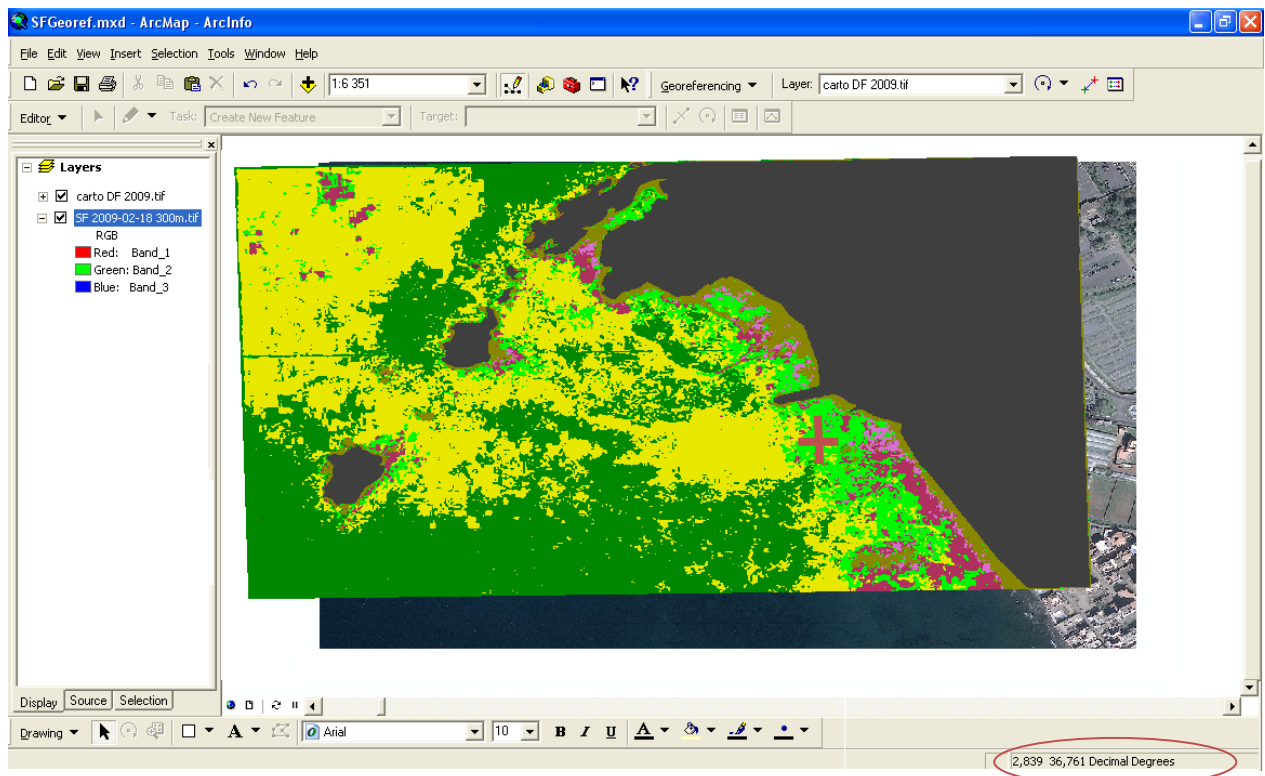 SFGeoref.mxd - ArcMap - ArcInfo
File Edit View Insert Selection Tools Window Help
1:6 351 Georeferencing Layer: carto DF 2009.tif
Editor Task: Create New Feature Target:
Layers
carto DF 2009.tif
SF 2009-02-18 300m.tif
RGB
Red: Band_1
Green: Band_2
Blue: Band_3
Display Source Selection
Drawing A Arial 10 B I U A
2,839 36,761 Decimal Degrees